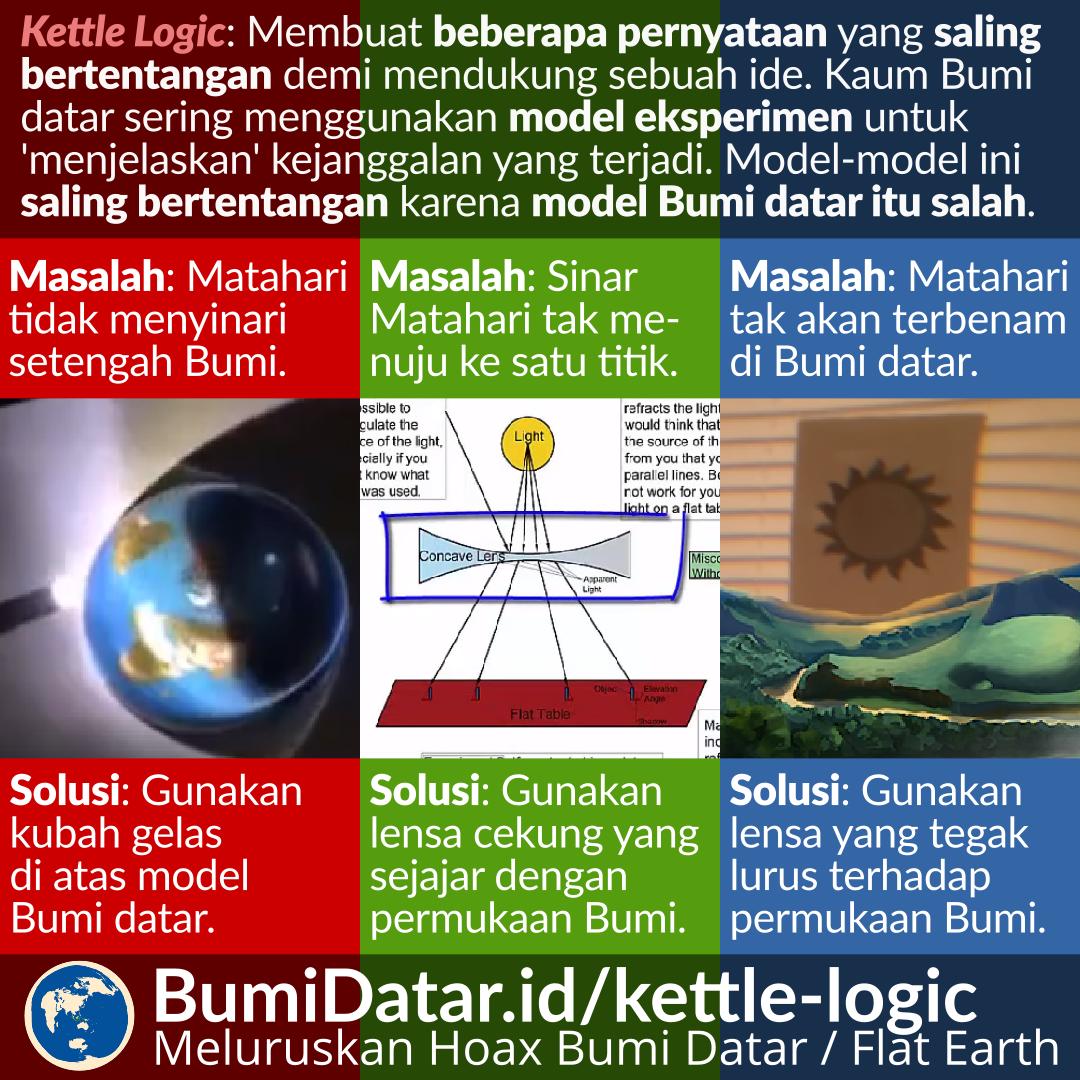 Kettle Logic: Membuat beberapa pernyataan yang saling
bertentangan demi mendukung sebuah ide. Kaum Bumi
datar sering menggunakan model eksperimen untuk
'menjelaskan' kejanggalan yang terjadi. Model-model ini
saling bertentangan karena model Bumi datar itu salah.
Masalah: Matahari
tidak menyinari
setengah Bumi.
Masalah: Sinar
Matahari tak me-
nuju ke satu titik.
Masalah: Matahari
tak akan terbenam
di Bumi datar.
ssible to
gulate the
ce of the light,
cially if you
know what
was used.
Light
refracts the light
would think that
the source of th
from you that yo
parallel lines. Be
not work for you
light on a flat tab
Concave Lens
Apparent
Light
Misco
Witho
Object
Elevation
Angle
Shadow
Flat Table
Ma
inc
Solusi: Gunakan
kubah gelas
di atas model
Bumi datar.
Solusi: Gunakan
lensa cekung yang
sejajar dengan
permukaan Bumi.
Solusi: Gunakan
lensa yang tegak
lurus terhadap
permukaan Bumi.
BumiDatar.id/kettle-logic
Meluruskan Hoax Bumi Datar / Flat Earth